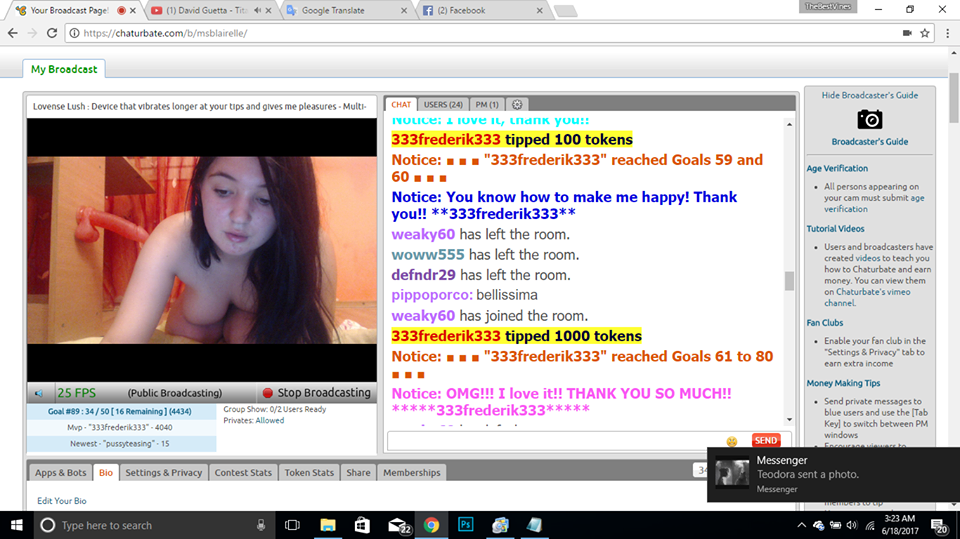 TheBestVines
Your Broadcast Page!
(1) David Guetta - Tita
Google Translate
(2) Facebook
https://chaturbate.com/b/msblairelle/
My Broadcast
Lovense Lush : Device that vibrates longer at your tips and gives me pleasures - Multi-
25 FPS
(Public Broadcasting)
Stop Broadcasting
Goal #89 : 34 / 50 [ 16 Remaining ] (4434)
Mvp - "333frederik333" - 4040
Newest - "pussyteasing" - 15
Group Show: 0/2 Users Ready
Privates: Allowed
CHAT
USERS (24)
PM (1)
Notice: I love it, thank you!!
333frederik333 tipped 100 tokens
Notice: ■ ■ ■ "333frederik333" reached Goals 59 and
60 ■ ■ ■
Notice: You know how to make me happy! Thank
you!! **333frederik333**
weaky60 has left the room.
woww555 has left the room.
defndr29 has left the room.
pippoporco: bellissima
weaky60 has joined the room.
333frederik333 tipped 1000 tokens
Notice: ■ ■ ■ "333frederik333" reached Goals 61 to 80
■ ■ ■
Notice: OMG!!! I love it!! THANK YOU SO MUCH!!
*****333frederik333*****
SEND
Hide Broadcaster's Guide
Broadcaster's Guide
Age Verification
All persons appearing
on your cam must submit age
verification
Tutorial Videos
Users and broadcasters have
created videos to teach you
how to Chaturbate and earn
money. You can view them
on Chaturbate's vimeo
channel.
Fan Clubs
Enable your fan club in the
"Settings & Privacy" tab to
earn extra income
Money Making Tips
Send private messages to
blue users and use the [Tab
Key] to switch between PM
windows
Encourage viewers to
members to tip
Apps & Bots
Bio
Settings & Privacy
Contest Stats
Token Stats
Share
Memberships
34
Edit Your Bio
Messenger
Teodora sent a photo.
Messenger
Type here to search
22
Ps
3:23 AM
6/18/2017
20